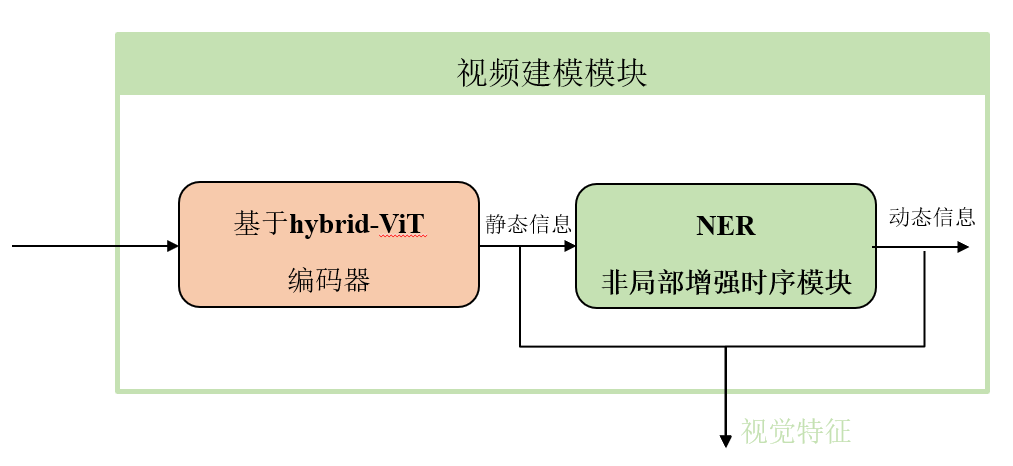 视频建模模块
基于hybrid-ViT
编码器
静态信息
NER
非局部增强时序模块
动态信息
视觉特征